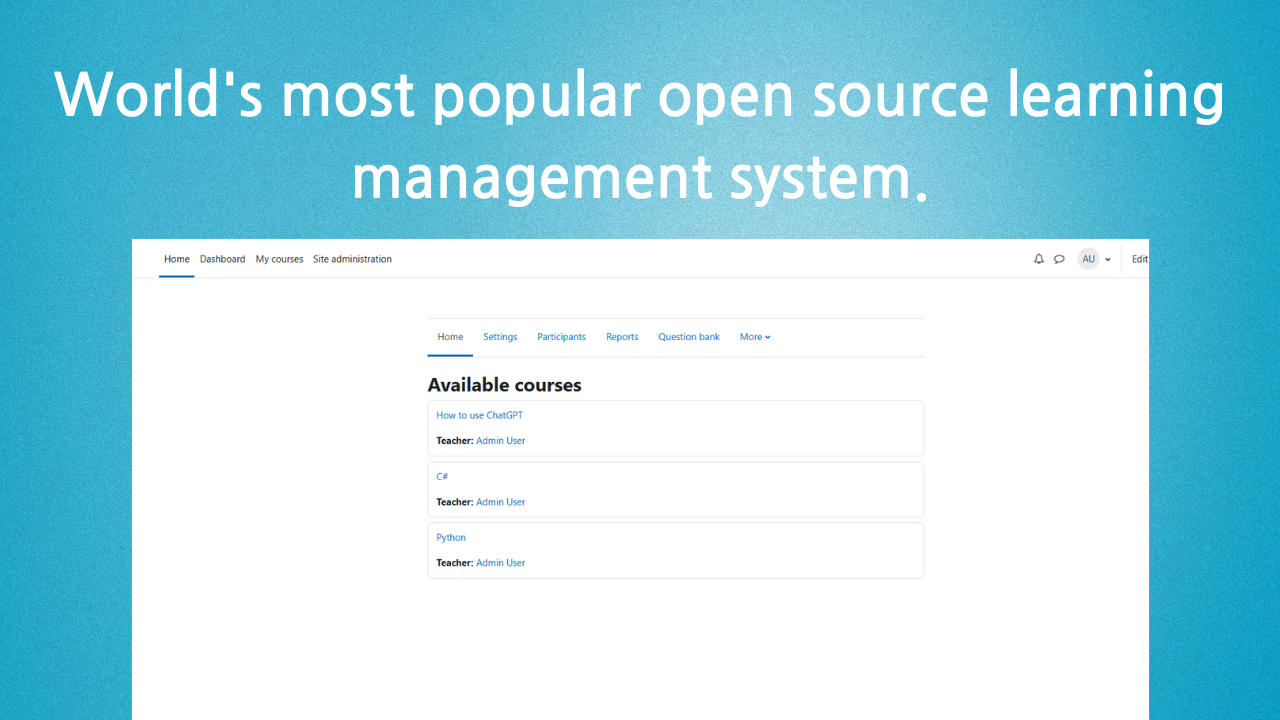 World's most popular open source learning
management system.
Home Dashboard My courses Site administration AU Edit
Home Settings Participants Reports Question bank More
Available courses
How to use ChatGPT
Teacher: Admin User
C#
Teacher: Admin User
Python
Teacher: Admin User